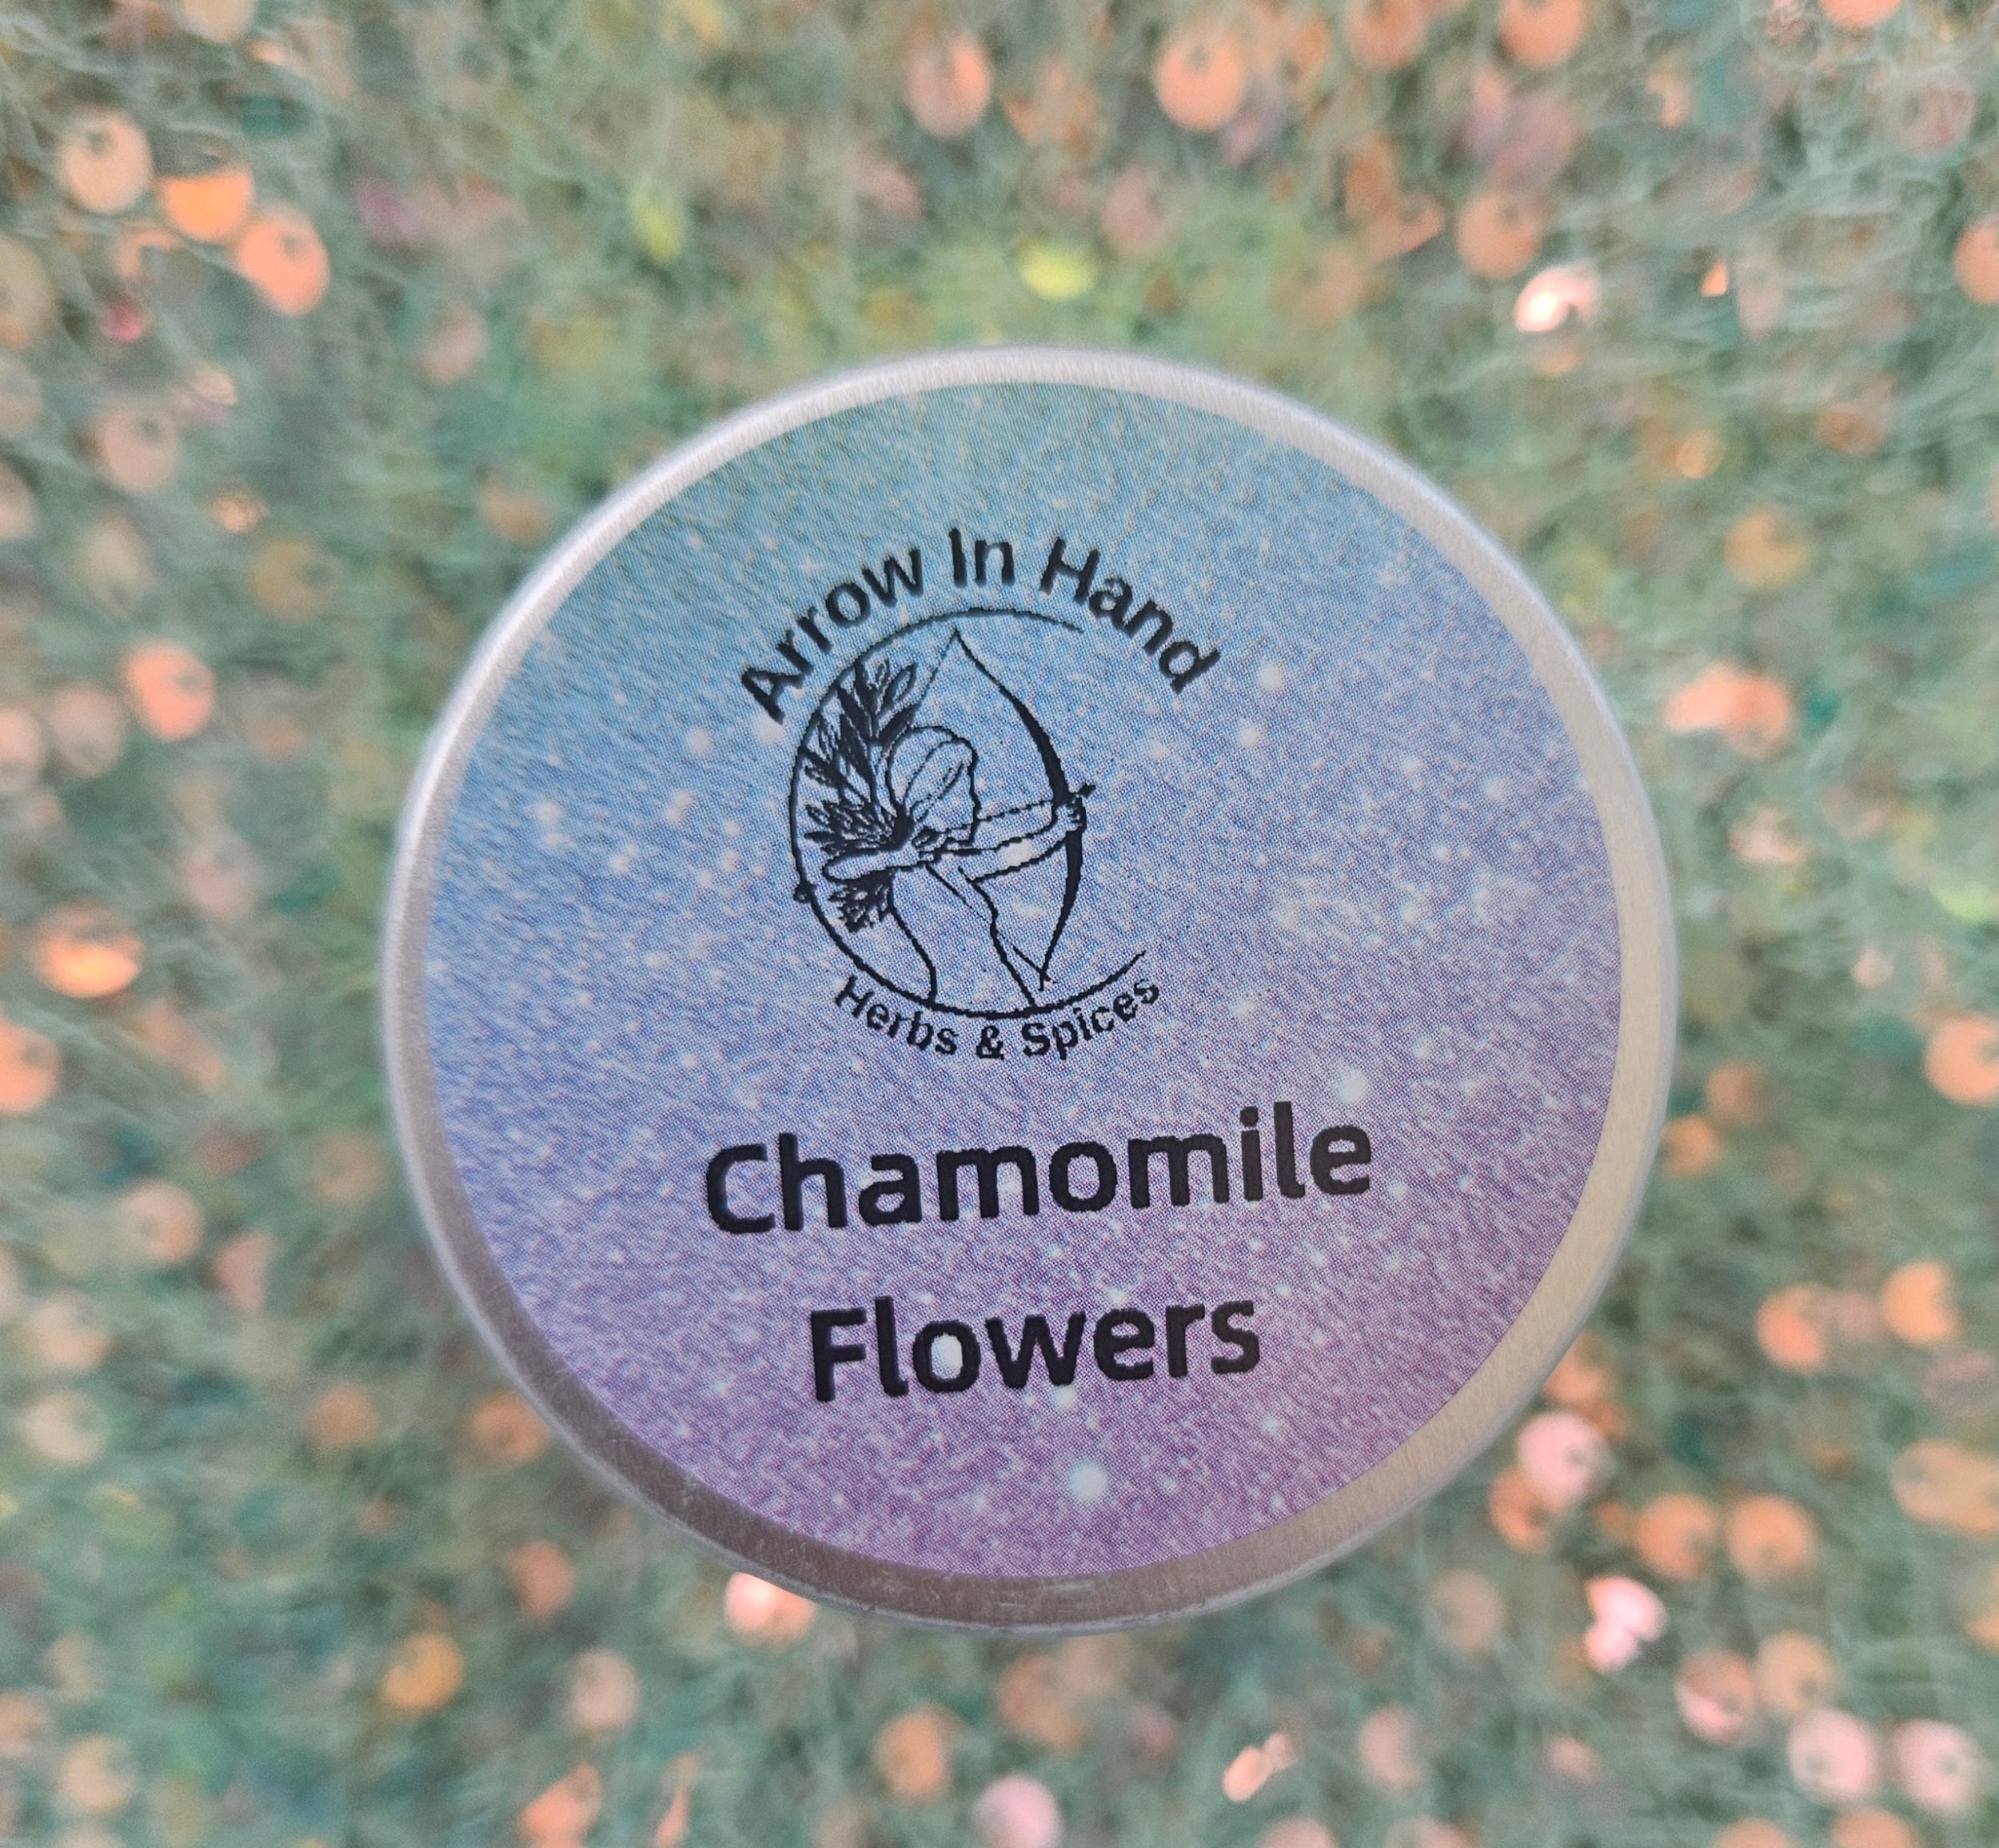 Arrow In Hand
Herbs & Spices
Chamomile
Flowers